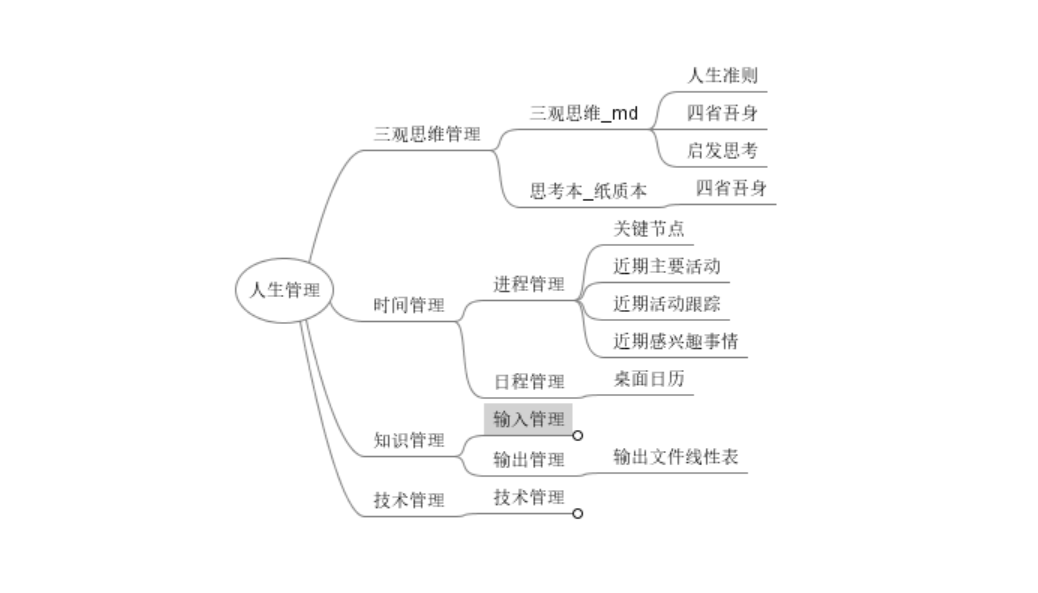 人生管理
三观思维管理
三观思维_md
人生准则
四省吾身
启发思考
思考本_纸质本
四省吾身
时间管理
进程管理
关键节点
近期主要活动
近期活动跟踪
近期感兴趣事情
日程管理
桌面日历
知识管理
输入管理
输出管理
输出文件线性表
技术管理
技术管理